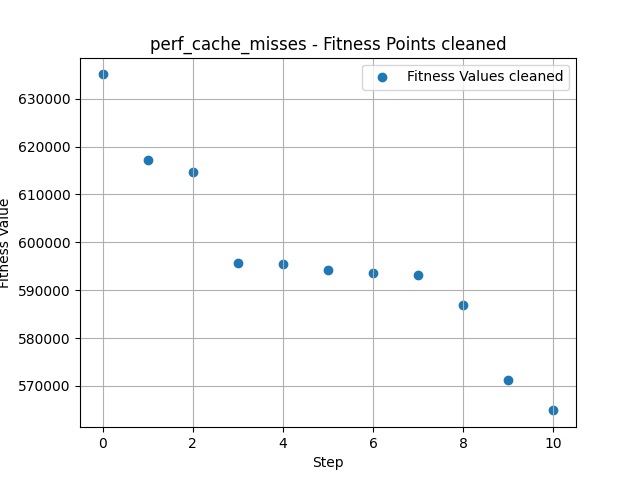 perf_cache_misses - Fitness Points cleaned
Fitness Values cleaned
630000
620000
610000
600000
590000
580000
570000
Fitness Value
0 2 4 6 8 10
Step